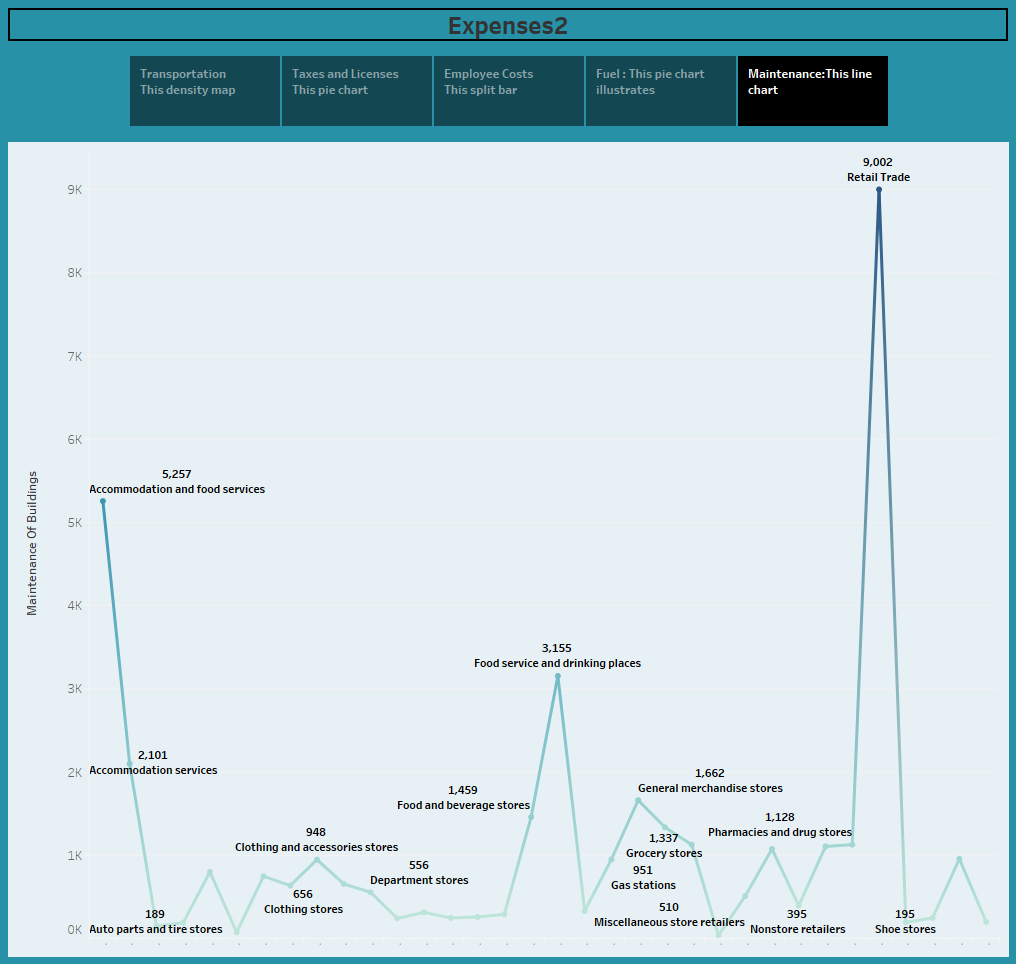 Expenses2
Transportation
This density map
Taxes and Licenses
This pie chart
Employee Costs
This split bar
Fuel : This pie chart
illustrates
Maintenance:This line
chart
9,002
Retail Trade
9K
8K
7K
6K
5,257
Accommodation and food services
5K
Maintenance Of Buildings
4K
3,155
Food service and drinking places
3K
2,101
Accommodation services
2K
1,662
General merchandise stores
1,459
Food and beverage stores
1,128
Pharmacies and drug stores
948
Clothing and accessories stores
1,337
Grocery stores
1K
556
Department stores
951
Gas stations
656
Clothing stores
510
Miscellaneous store retailers
189
Auto parts and tire stores
395
Nonstore retailers
195
Shoe stores
0K